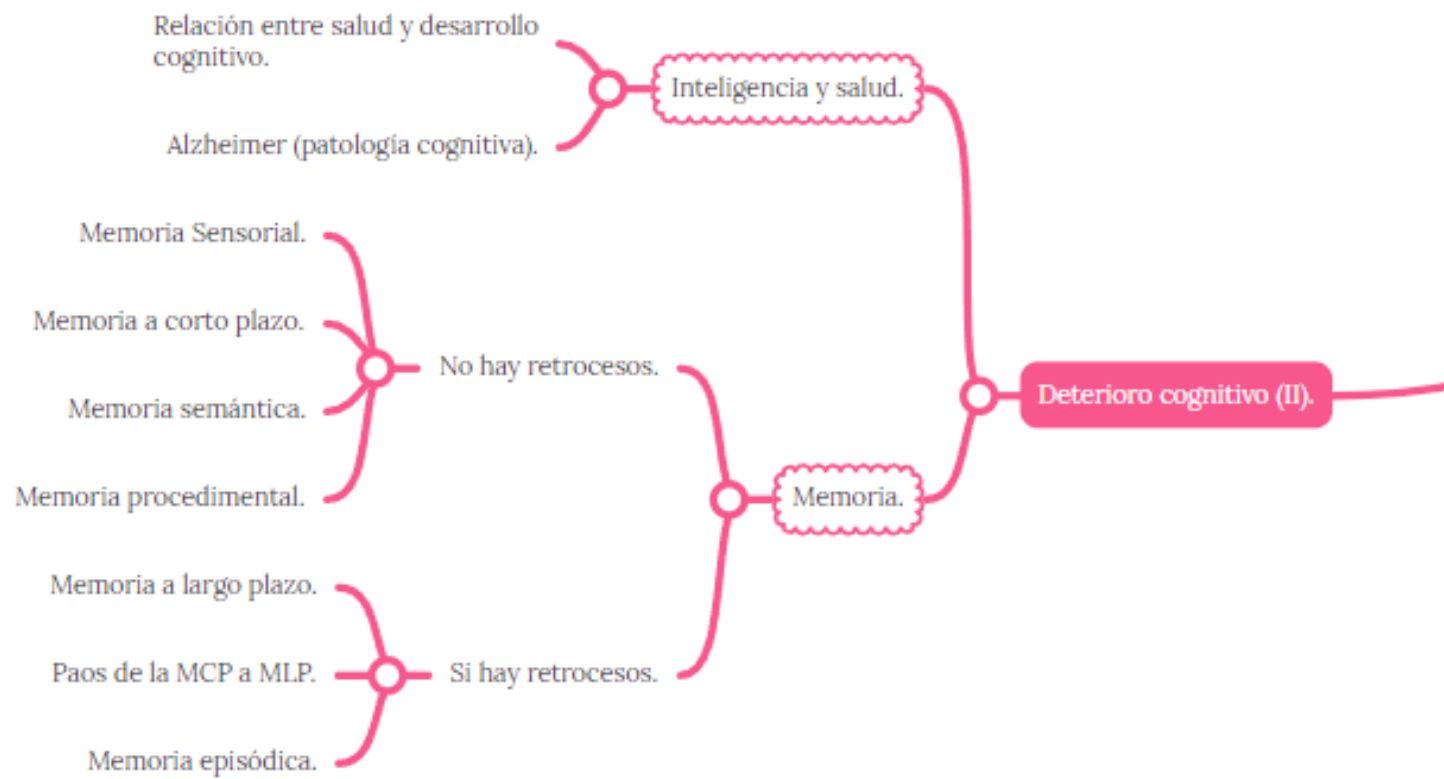 Relación entre salud y desarrollo
cognitivo.
Inteligencia y salud.
Alzheimer (patología cognitiva).
Memoria Sensorial.
Memoria a corto plazo.
No hay retrocesos.
Memoria semántica.
Deterioro cognitivo (II).
Memoria procedimental.
Memoria.
Memoria a largo plazo.
Paos de la MCP a MLP.
Si hay retrocesos.
Memoria episódica.